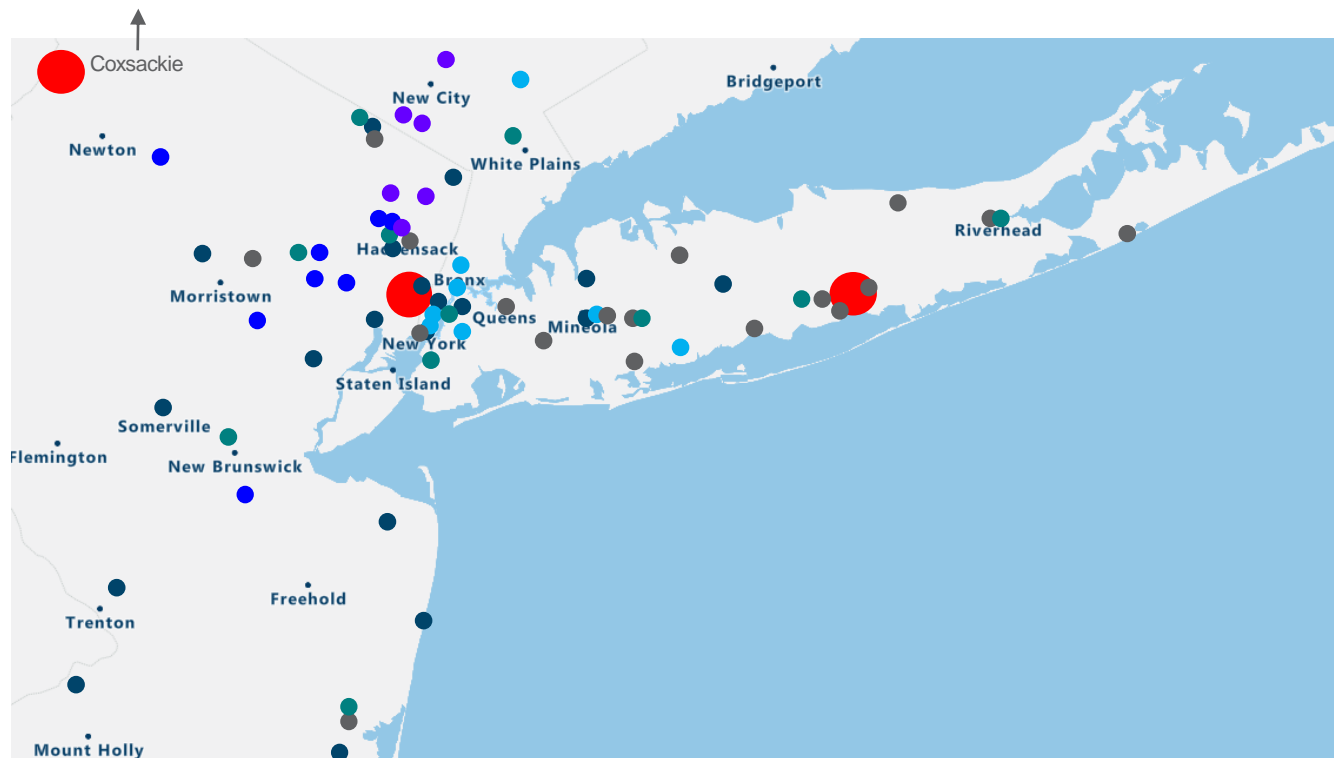 Coxsackie
Bridgeport
New City
Newton
White Plains
Riverhead
Hackensack
Bronx
Morristown
Queens
Mineola
New York
Staten Island
Somerville
Flemington
New Brunswick
Freehold
Trenton
Mount Holly